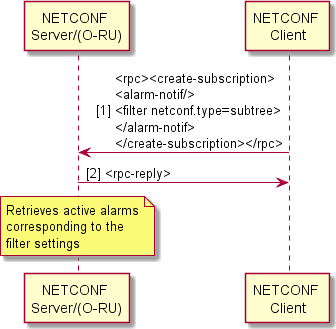 NETCONF
Server/(O-RU)
NETCONF
Client
<rpc><create-subscription>
<alarm-notif/>
[1] <filter netconf.type=subtree>
</alarm-notif>
</create-subscription></rpc>
[2] <rpc-reply>
Retrieves active alarms
corresponding to the
filter settings
NETCONF
Server/(O-RU)
NETCONF
Client